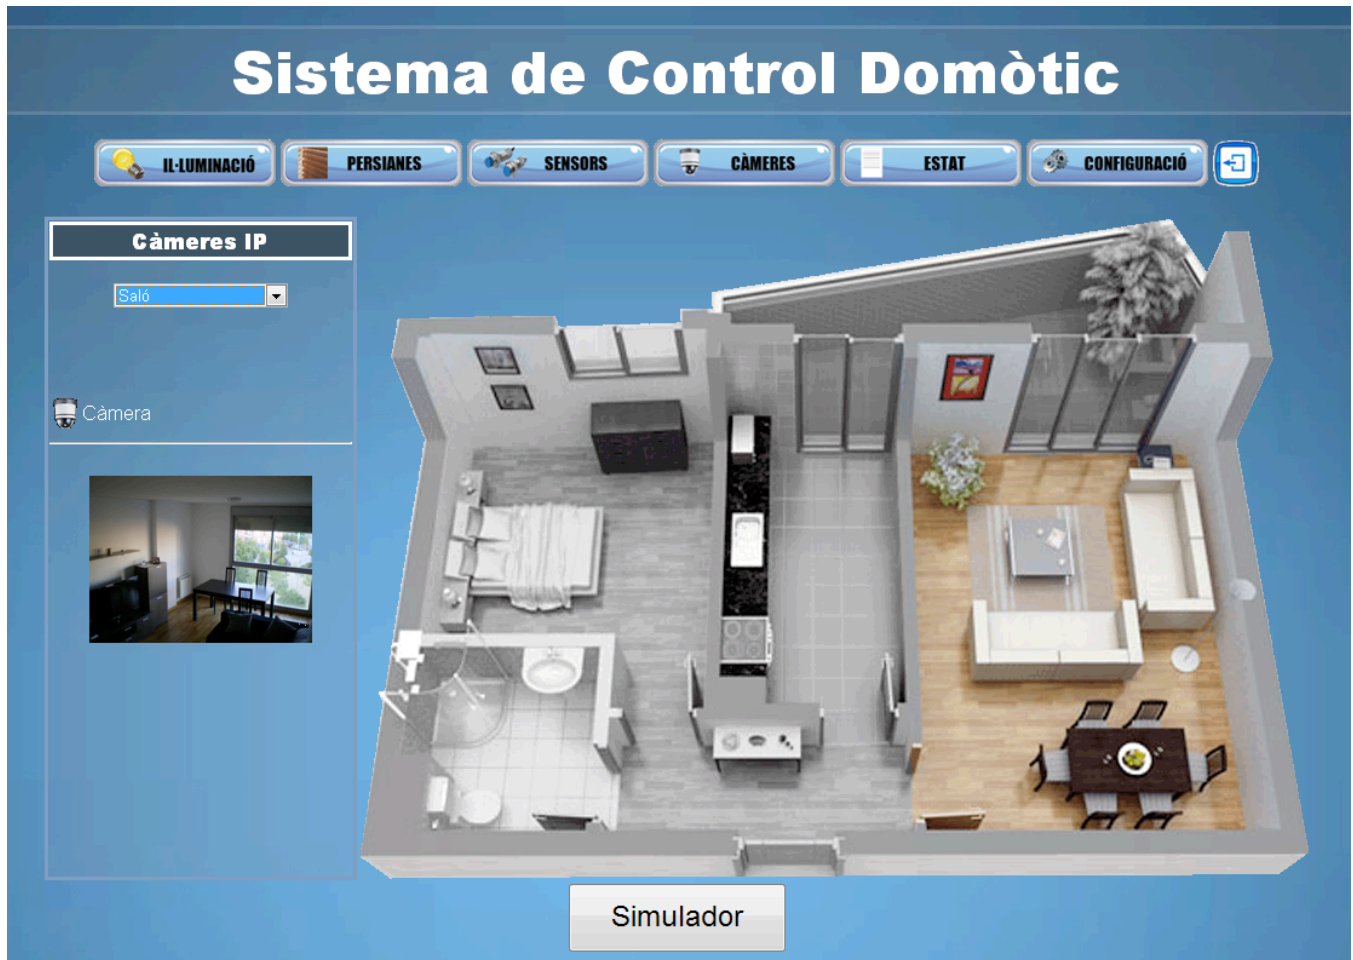 Sistema de Control Domòtic
IL·LUMINACIÓ
PERSIANES
SENSORS
CÀMERES
ESTAT
CONFIGURACIÓ
Càmeres IP
Saló
Càmera
Simulador